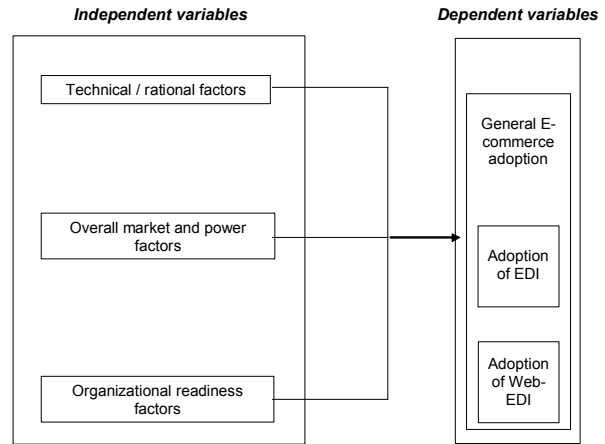 Independent variables
Technical / rational factors
Overall market and power
factors
Organizational readiness
factors
Dependent variables
General E-
commerce
adoption
Adoption
of EDI
Adoption
of Web-
EDI